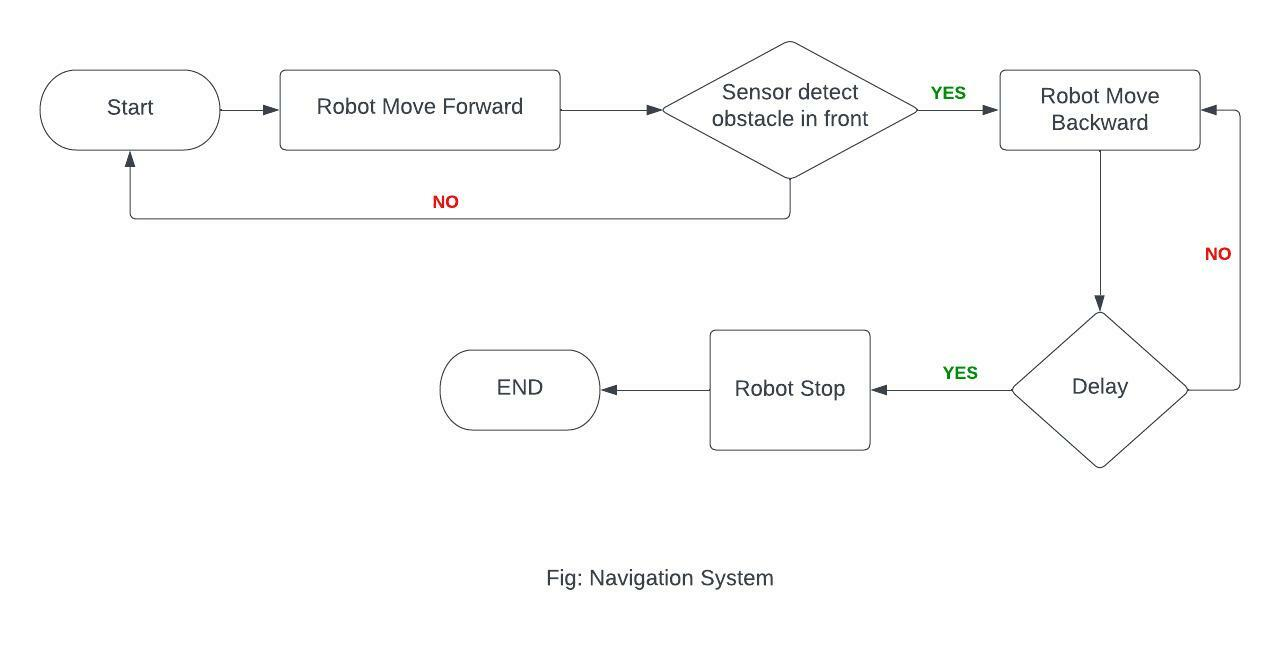 Start
Robot Move Forward
Sensor detect
obstacle in front
YES
Robot Move
Backward
NO
NO
END
Robot Stop
YES
Delay
Fig: Navigation System